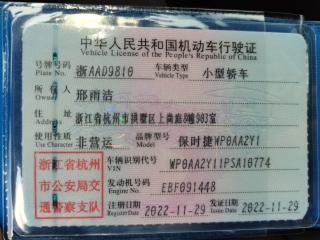 中华人民共和国机动车行驶证
Vehicle License of the People's Republic of China
号牌号码 Plate No. 浙AAD9810 车辆类型 Vehicle Type 小型轿车
所有人 Owner 邢雨洁
住址 Address 浙江省杭州市拱墅区上尚庭8幢903室
使用性质 Use Character 非营运 品牌型号 Model 保时捷WP0AA2Y1
浙江省杭州市公安局交通警察支队
车辆识别代号 VIN WP0AA2Y11PSA10774
发动机号码 Engine No. EBF091448
注册日期 Register Date 2022-11-29 发证日期 Issue Date 2022-11-29